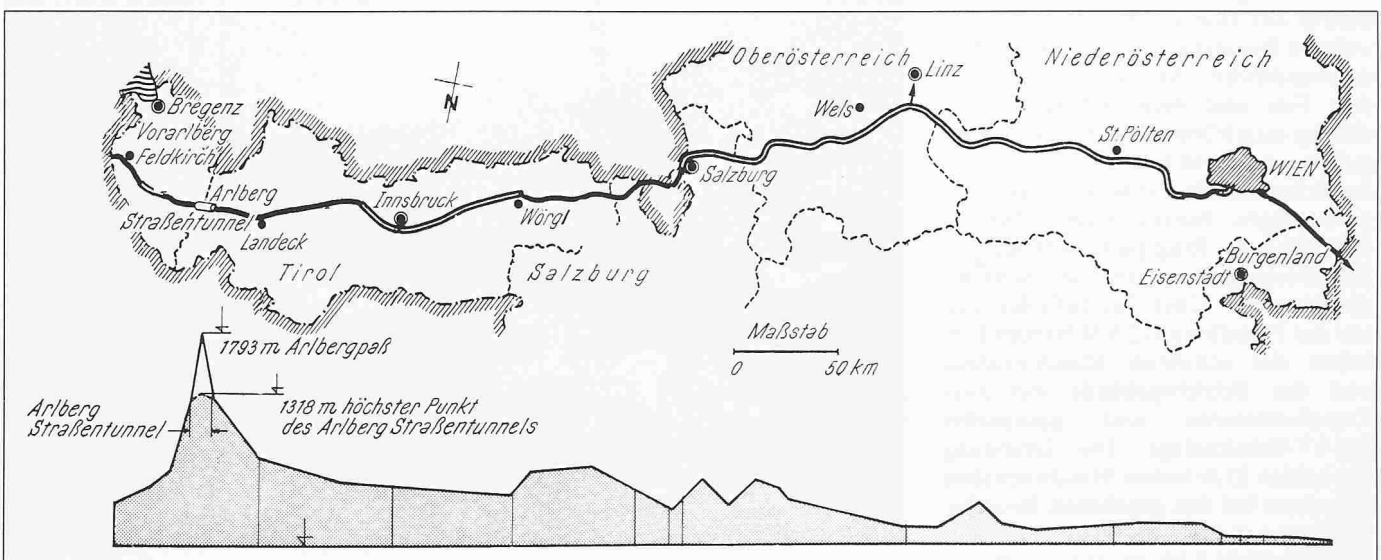 Oberösterreich
Niederösterreich
Linz
Bregenz
N
Wels
Vorarlberg
St. Pölten
Feldkirch
WIEN
Salzburg
Arlberg
Straßentunnel
Innsbruck
Landeck
Wörgl
Tirol
Salzburg
Burgenland
Eisenstadt
Maßstab
0 50 km
1793 m Arlbergpaß
1318 m höchster Punkt
des Arlberg Straßentunnels
Arlberg
Straßentunnel